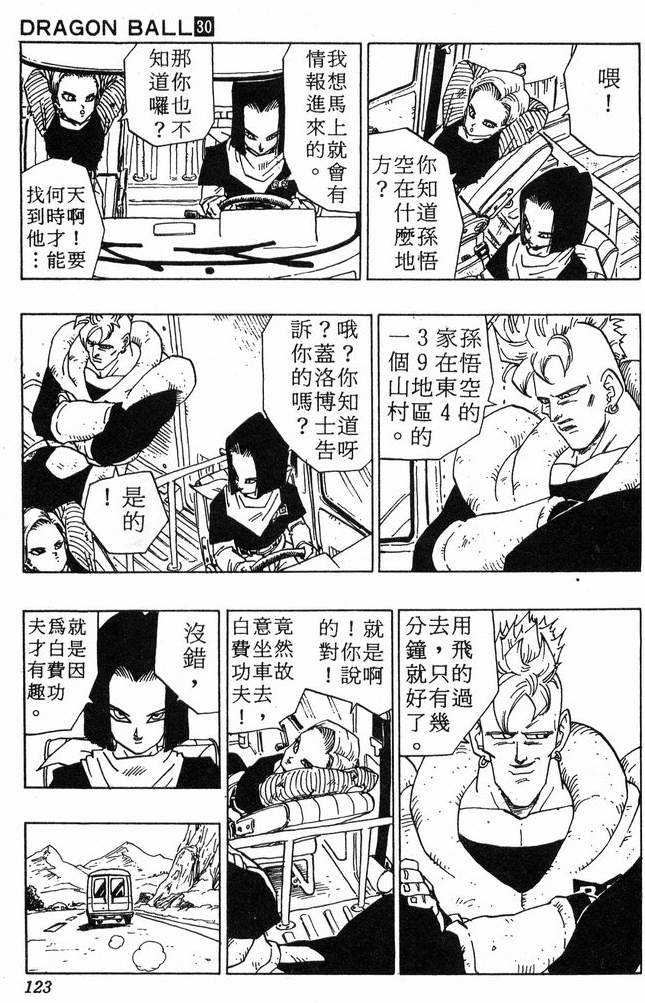 DRAGON BALL 30
喂！
你知道孫悟
空在什麼地
方？
我想馬上就會有
情報進來的。
那你也不
知道囉？
天啊！要
何時才能
找到他…
孫悟空的
家在東4
39地區的
一個山村。
哦？你知道呀
？蓋洛博士告
訴你的嗎？
是的
！
用飛的過
去，只有幾
分鐘就好了。
就是啊
！你說
的對！
竟然故
意坐車去，
白費功夫！
沒錯，
就是因
爲白費功
夫才有趣。
123